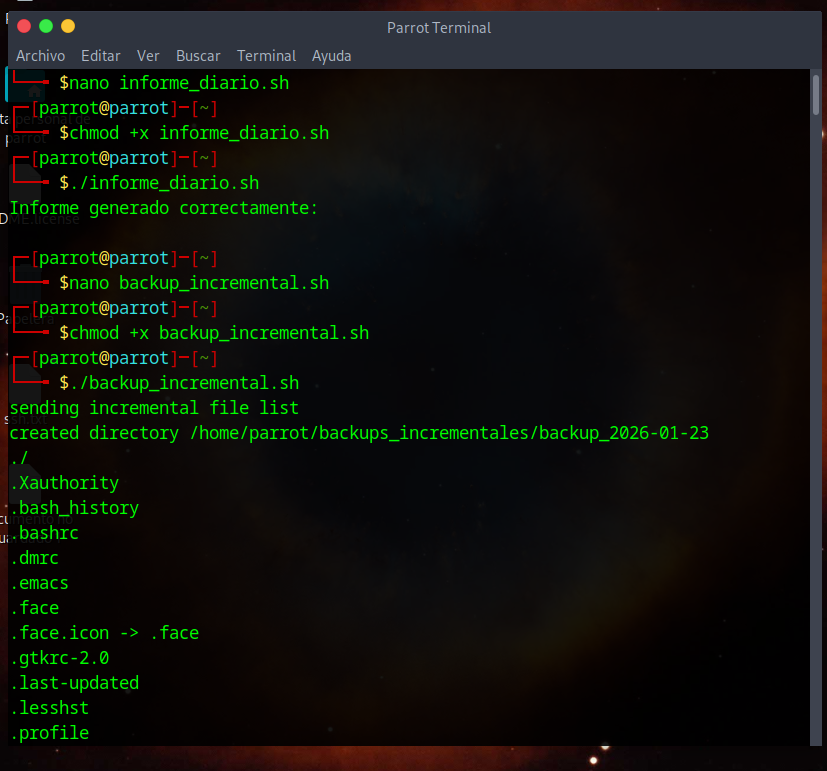 Parrot Terminal
Archivo Editar Ver Buscar Terminal Ayuda
$nano informe_diario.sh
[parrot@parrot]─[~]
$chmod +x informe_diario.sh
[parrot@parrot]─[~]
$./informe_diario.sh
Informe generado correctamente:
[parrot@parrot]─[~]
$nano backup_incremental.sh
[parrot@parrot]─[~]
$chmod +x backup_incremental.sh
[parrot@parrot]─[~]
$./backup_incremental.sh
sending incremental file list
created directory /home/parrot/backups_incrementales/backup_2026-01-23
./
.Xauthority
.bash_history
.bashrc
.dmrc
.emacs
.face
.face.icon -> .face
.gtkrc-2.0
.last-updated
.lesshst
.profile